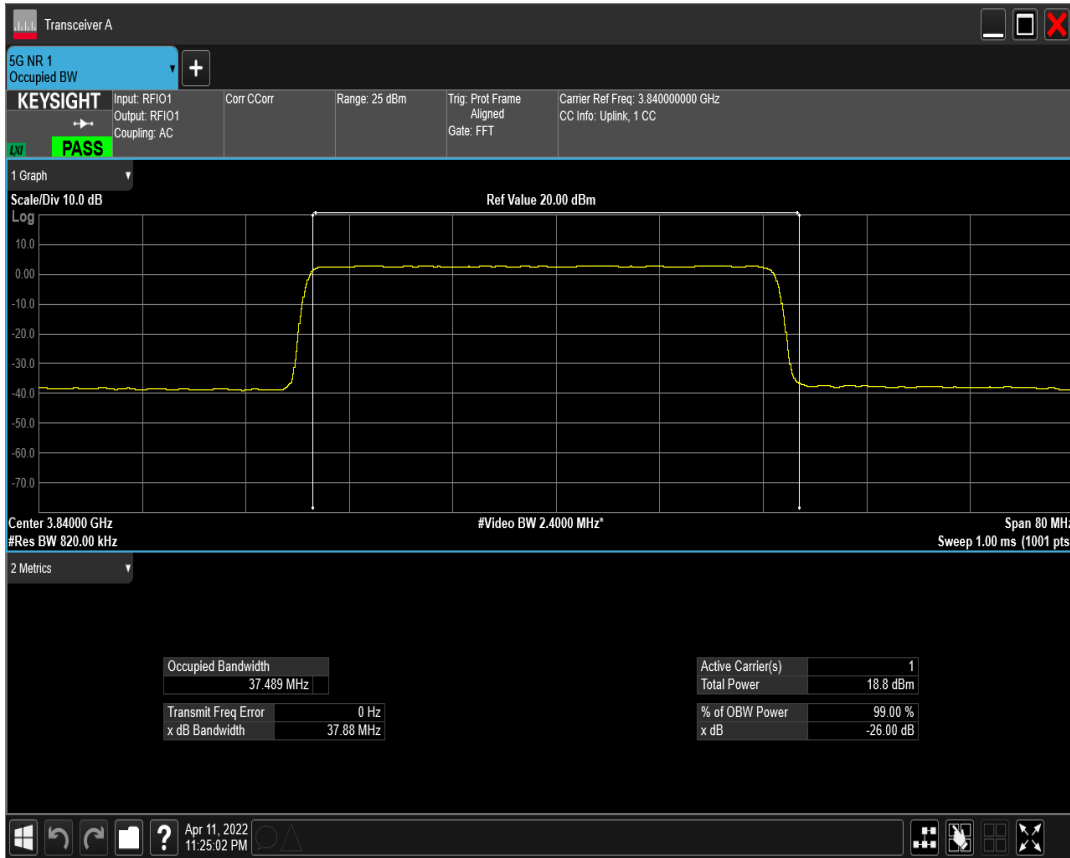 Transceiver A
5G NR 1
Occupied BW
+
KEYSIGHT
LXI
PASS
Input: RFIO1
Output: RFIO1
Coupling: AC
Corr CCorr
Range: 25 dBm
Trig: Prot Frame
Aligned
Gate: FFT
Carrier Ref Freq: 3.840000000 GHz
CC Info: Uplink, 1 CC
1 Graph
Scale/Div 10.0 dB
Ref Value 20.00 dBm
Log
10.0
0.00
-10.0
-20.0
-30.0
-40.0
-50.0
-60.0
-70.0
Center 3.84000 GHz
#Video BW 2.4000 MHz*
Span 80 MHz
#Res BW 820.00 kHz
Sweep 1.00 ms (1001 pts
2 Metrics
Occupied Bandwidth
37.489 MHz
Transmit Freq Error 0 Hz
x dB Bandwidth 37.88 MHz
Active Carrier(s) 1
Total Power 18.8 dBm
% of OBW Power 99.00 %
x dB -26.00 dB
?
Apr 11, 2022
11:25:02 PM